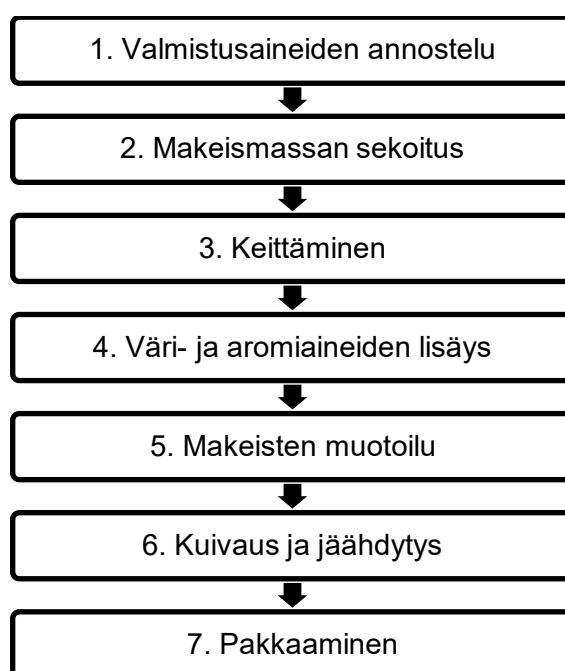 1. Valmistusaineiden annostelu
2. Makeismassan sekoitus
3. Keittäminen
4. Väri- ja aromiaineiden lisäys
5. Makeisten muotoilu
6. Kuivaus ja jäähdytys
7. Pakkaaminen